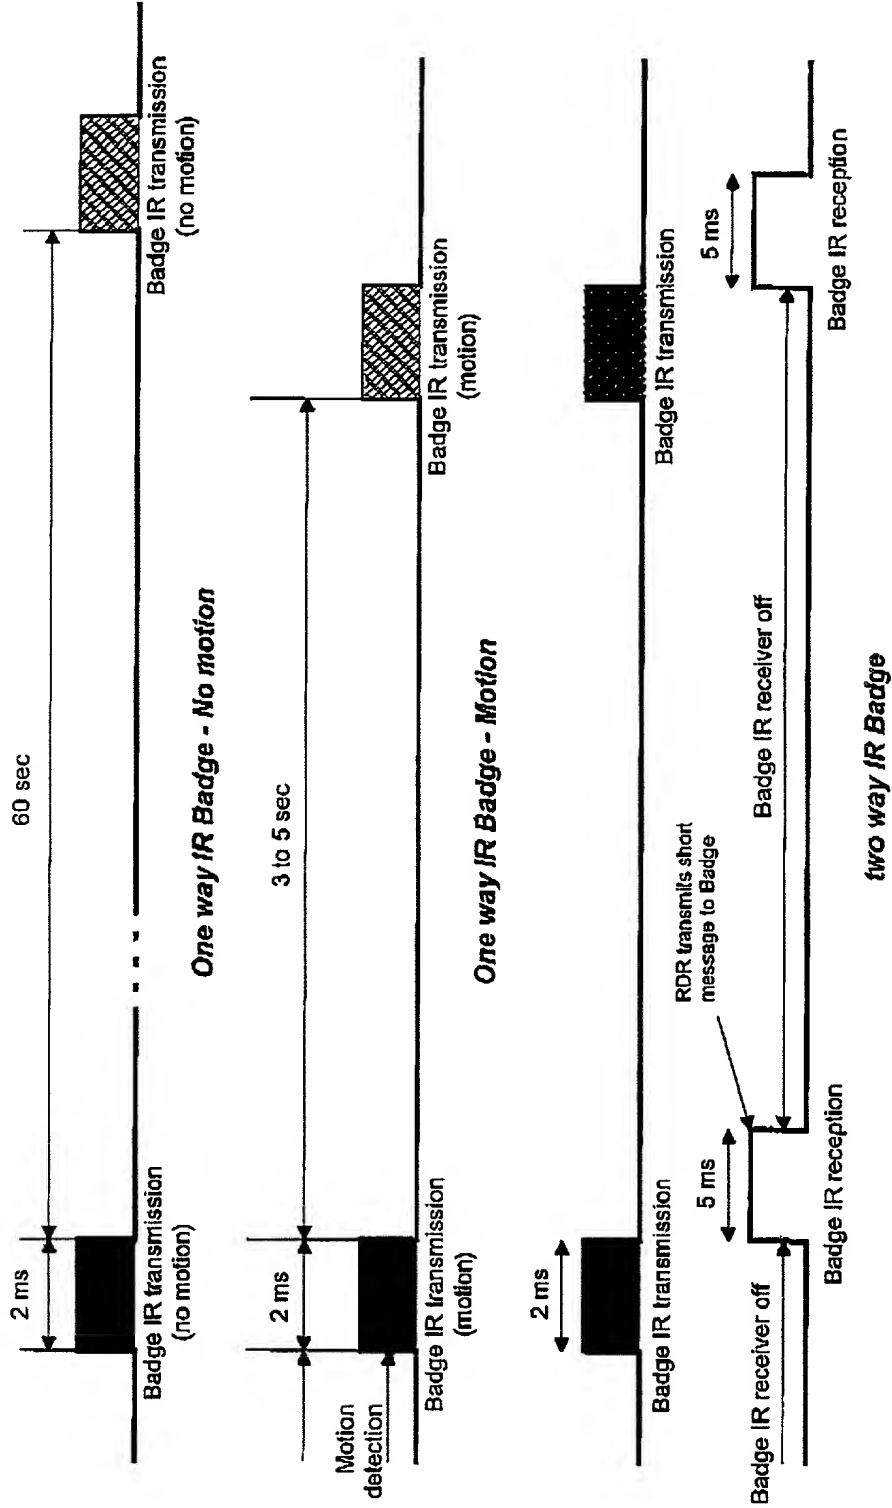 60 sec
2 ms
Badge IR transmission
(no motion)
Badge IR transmission
(no motion)
One way IR Badge - No motion
3 to 5 sec
2 ms
Motion
detection
Badge IR transmission
(motion)
Badge IR transmission
(motion)
One way IR Badge - Motion
2 ms
Badge IR transmission
Badge IR transmission
RDR transmits short
message to Badge
5 ms
5 ms
Badge IR receiver off
Badge IR receiver off
Badge IR reception
Badge IR reception
two way IR Badge